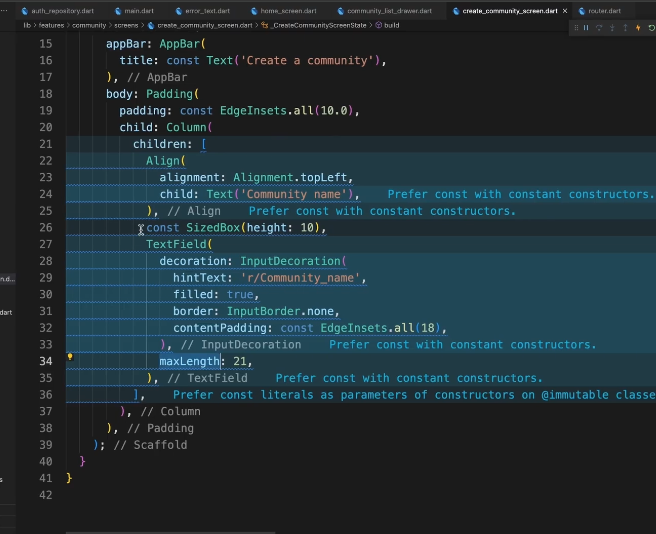 auth_repository.dart main.dart error_text.dart home_screen.dart community_list_drawer.dart create_community_screen.dart × router.dart
lib > features > community > screens > create_community_screen.dart > _CreateCommunityScreenState > build
15 appBar: AppBar(
16 title: const Text('Create a community'),
17 ), // AppBar
18 body: Padding(
19 padding: const EdgeInsets.all(10.0),
20 child: Column(
21 children: [
22 Align(
23 alignment: Alignment.topLeft,
24 child: Text('Community name'), Prefer const with constant constructors.
25 ), // Align Prefer const with constant constructors.
26 const SizedBox(height: 10),
27 TextField(
28 decoration: InputDecoration(
29 hintText: 'r/Community_name',
30 filled: true,
31 border: InputBorder.none,
32 contentPadding: const EdgeInsets.all(18),
33 ), // InputDecoration Prefer const with constant constructors.
34 maxLength: 21,
35 ), // TextField Prefer const with constant constructors.
36 ], Prefer const literals as parameters of constructors on @immutable classe
37 ), // Column
38 ), // Padding
39 ); // Scaffold
40 }
41 }
42
n.d...
dart
s